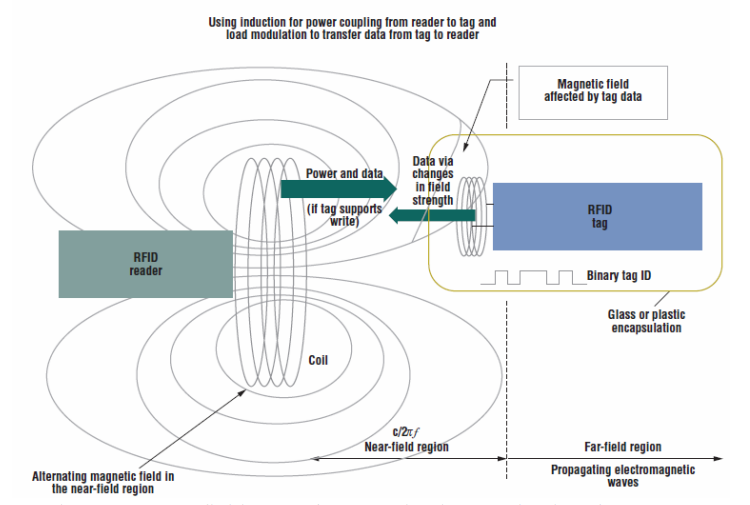 Using induction for power coupling from reader to tag and
load modulation to transfer data from tag to reader
Magnetic field
affected by tag data
Power and data
(if tag supports
write)
Data via
changes
in field
strength
RFID
tag
RFID
reader
Binary tag ID
Glass or plastic
encapsulation
Coil
c/2πf
Near-field region
Far-field region
Propagating electromagnetic
waves
Alternating magnetic field in
the near-field region